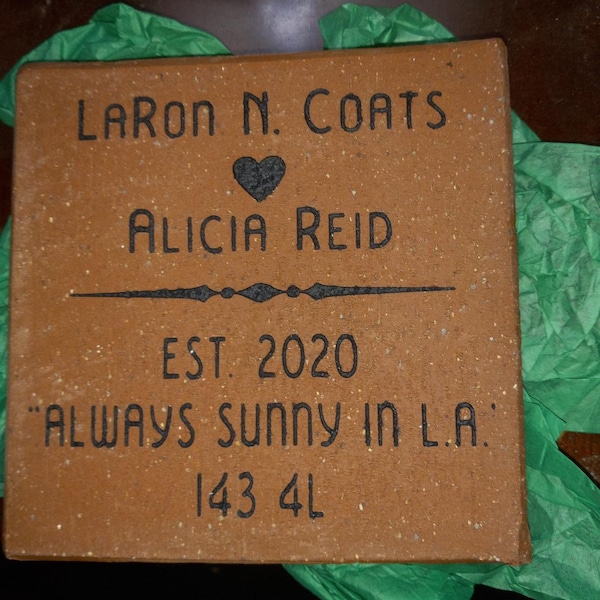 LaRon N. Coats
♥
Alicia Reid
EST. 2020
"ALWAYS SUNNY IN L.A."
143 4L